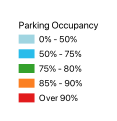 Parking Occupancy
0% - 50%
50% - 75%
75% - 80%
85% - 90%
Over 90%